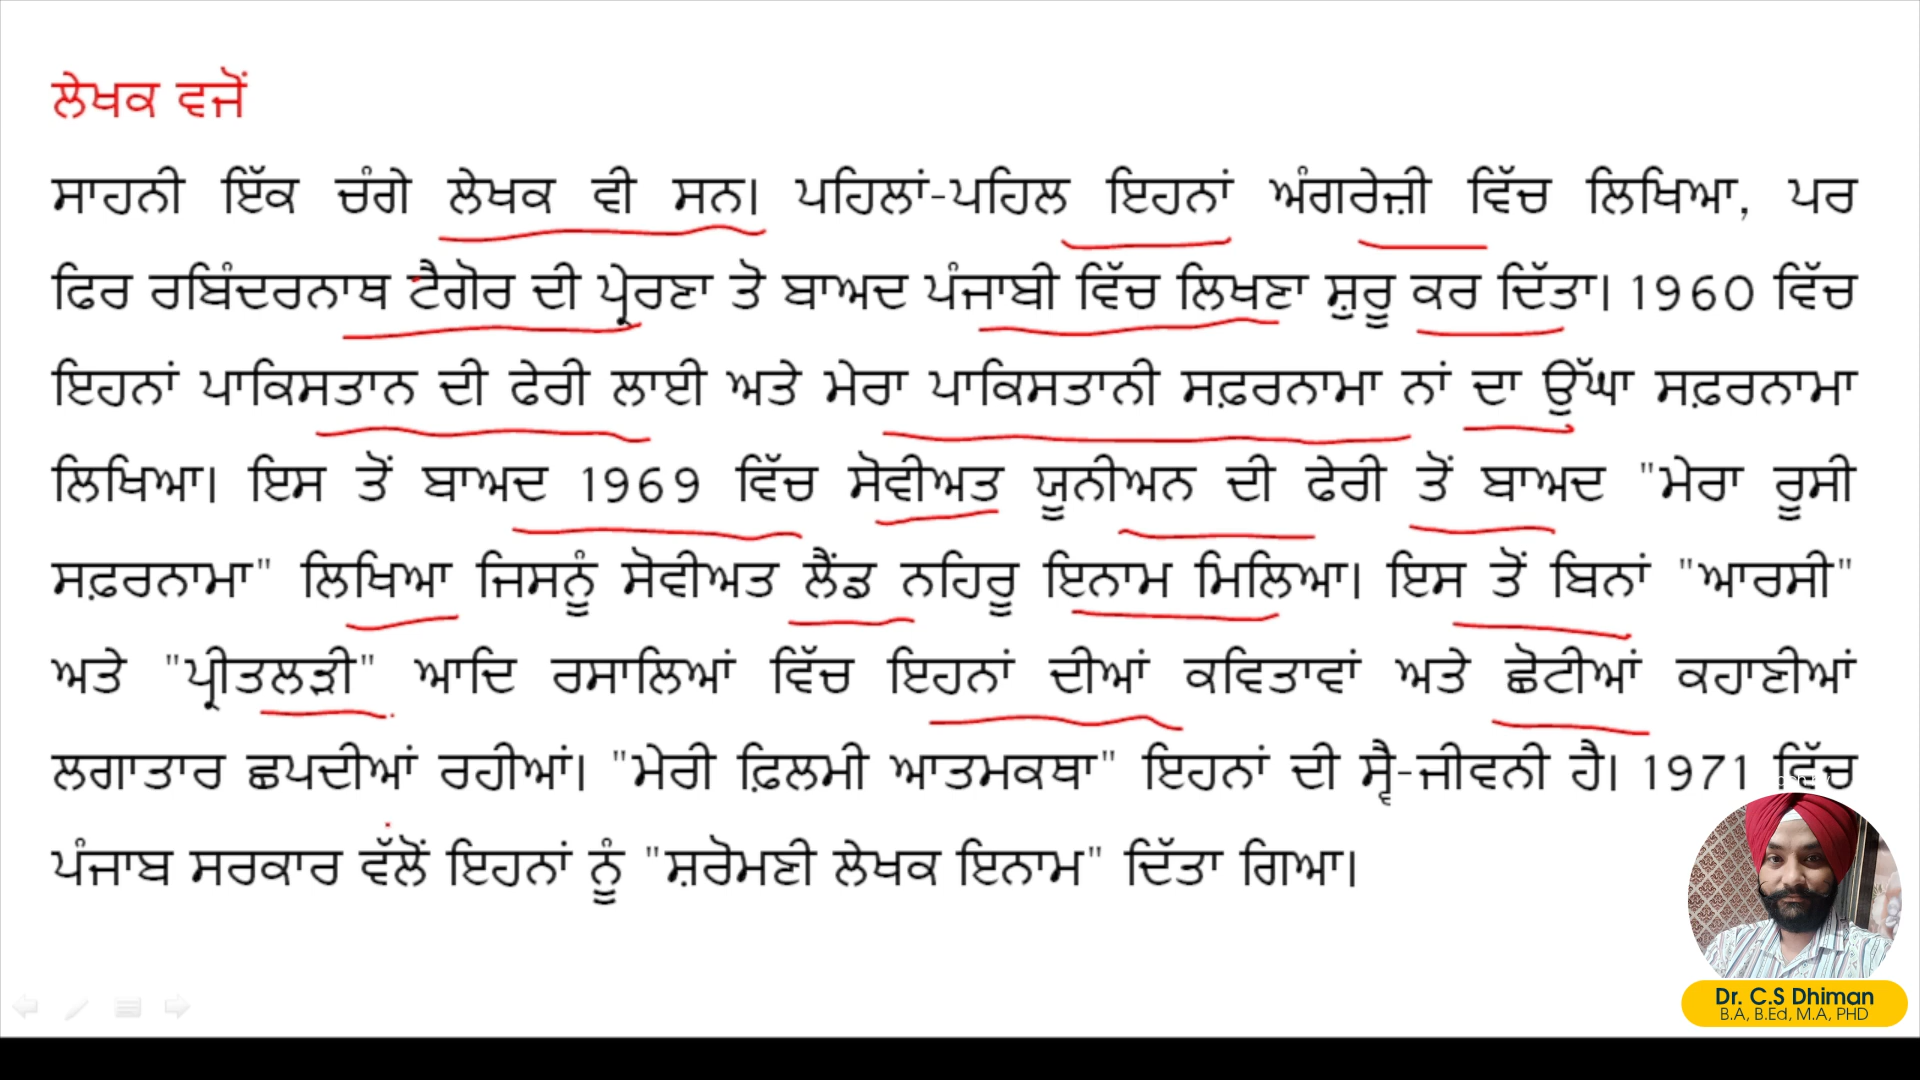 ਲੇਖਕ ਵਜੋਂ
ਸਾਹਨੀ ਇੱਕ ਚੰਗੇ ਲੇਖਕ ਵੀ ਸਨ। ਪਹਿਲਾਂ-ਪਹਿਲ ਇਹਨਾਂ ਅੰਗਰੇਜ਼ੀ ਵਿੱਚ ਲਿਖਿਆ, ਪਰ
ਫਿਰ ਰਬਿੰਦਰਨਾਥ ਟੈਗੋਰ ਦੀ ਪ੍ਰੇਰਣਾ ਤੋ ਬਾਅਦ ਪੰਜਾਬੀ ਵਿੱਚ ਲਿਖਣਾ ਸ਼ੁਰੂ ਕਰ ਦਿੱਤਾ। 1960 ਵਿੱਚ
ਇਹਨਾਂ ਪਾਕਿਸਤਾਨ ਦੀ ਫੇਰੀ ਲਾਈ ਅਤੇ ਮੇਰਾ ਪਾਕਿਸਤਾਨੀ ਸਫ਼ਰਨਾਮਾ ਨਾਂ ਦਾ ਉੱਘਾ ਸਫ਼ਰਨਾਮਾ
ਲਿਖਿਆ। ਇਸ ਤੋਂ ਬਾਅਦ 1969 ਵਿੱਚ ਸੋਵੀਅਤ ਯੂਨੀਅਨ ਦੀ ਫੇਰੀ ਤੋਂ ਬਾਅਦ "ਮੇਰਾ ਰੂਸੀ
ਸਫ਼ਰਨਾਮਾ" ਲਿਖਿਆ ਜਿਸਨੂੰ ਸੋਵੀਅਤ ਲੈਂਡ ਨਹਿਰੂ ਇਨਾਮ ਮਿਲਿਆ। ਇਸ ਤੋਂ ਬਿਨਾਂ "ਆਰਸੀ"
ਅਤੇ "ਪ੍ਰੀਤਲੜੀ" ਆਦਿ ਰਸਾਲਿਆਂ ਵਿੱਚ ਇਹਨਾਂ ਦੀਆਂ ਕਵਿਤਾਵਾਂ ਅਤੇ ਛੋਟੀਆਂ ਕਹਾਣੀਆਂ
ਲਗਾਤਾਰ ਛਪਦੀਆਂ ਰਹੀਆਂ। "ਮੇਰੀ ਫ਼ਿਲਮੀ ਆਤਮਕਥਾ" ਇਹਨਾਂ ਦੀ ਸ੍ਵੈ-ਜੀਵਨੀ ਹੈ। 1971 ਵਿੱਚ
ਪੰਜਾਬ ਸਰਕਾਰ ਵੱਲੋਂ ਇਹਨਾਂ ਨੂੰ "ਸ਼ਰੋਮਣੀ ਲੇਖਕ ਇਨਾਮ" ਦਿੱਤਾ ਗਿਆ।
Dr. C.S Dhiman
B.A, B.Ed, M.A, PHD